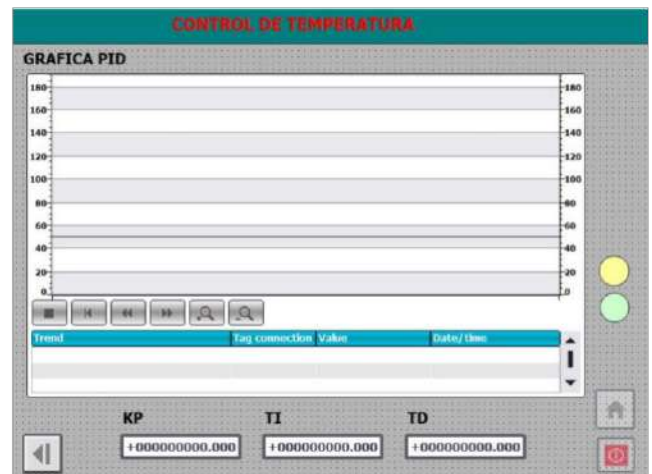 CONTROL DE TEMPERATURA
GRAFICA PID
180 180
160 160
140 140
120 120
100 100
80 80
60 60
40 40
20 20
0 0
Trend Tag connection Value Date/time
KP TI TD
+000000000.000 +000000000.000 +000000000.000